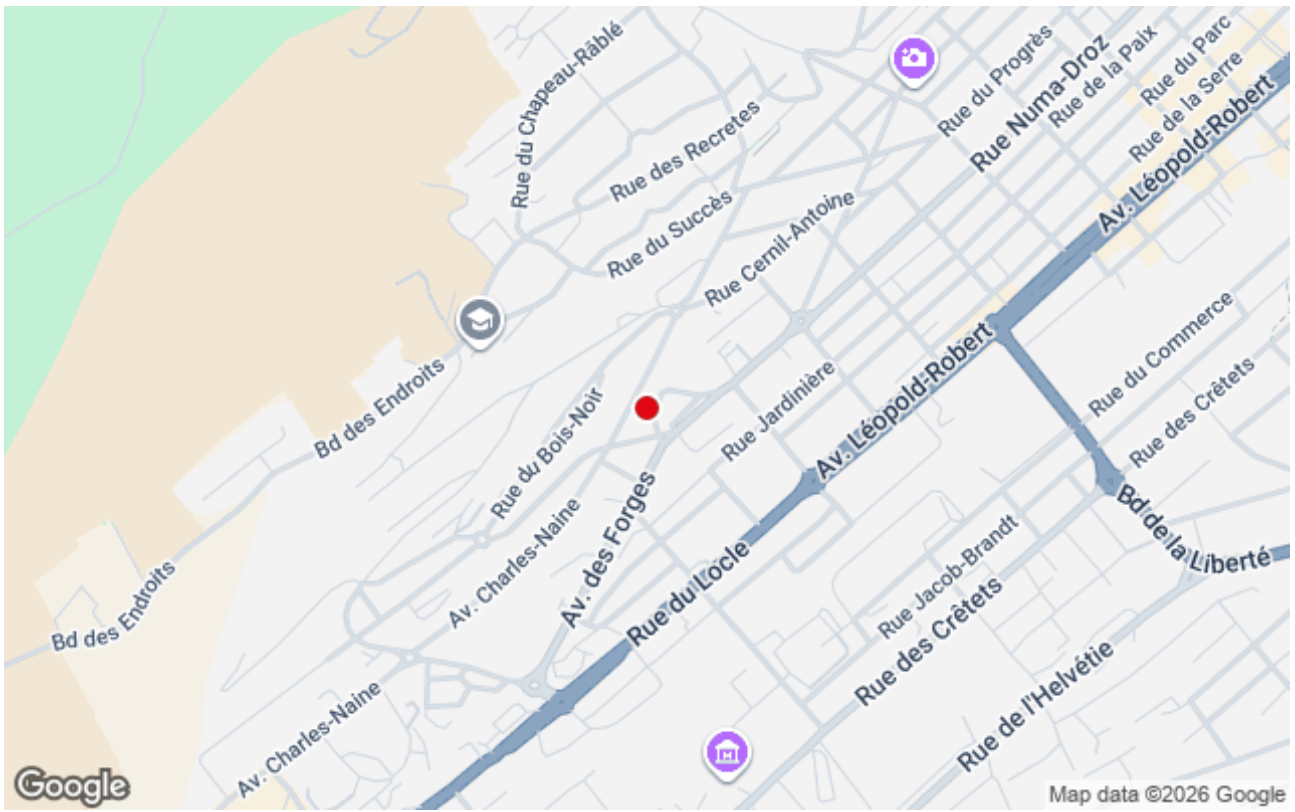 Rue du Chapeau-Râblé
Rue des Recretes
Rue du Succès
Rue Cernil-Antoine
Rue du Progrès
Rue Numa-Droz
Rue de la Paix
Rue du Parc
Rue de la Serre
Av. Léopold-Robert
Bd des Endroits
Rue du Bois-Noir
Rue Jardinière
Av. Léopold-Robert
Rue du Commerce
Rue des Crêtets
Bd de la Liberté
Av. des Forges
Av. Charles-Naine
Rue du Locle
Rue Jacob-Brandt
Rue des Crêtets
Rue de l'Helvétie
Bd des Endroits
Av. Charles-Naine
Google
Map data ©2026 Google